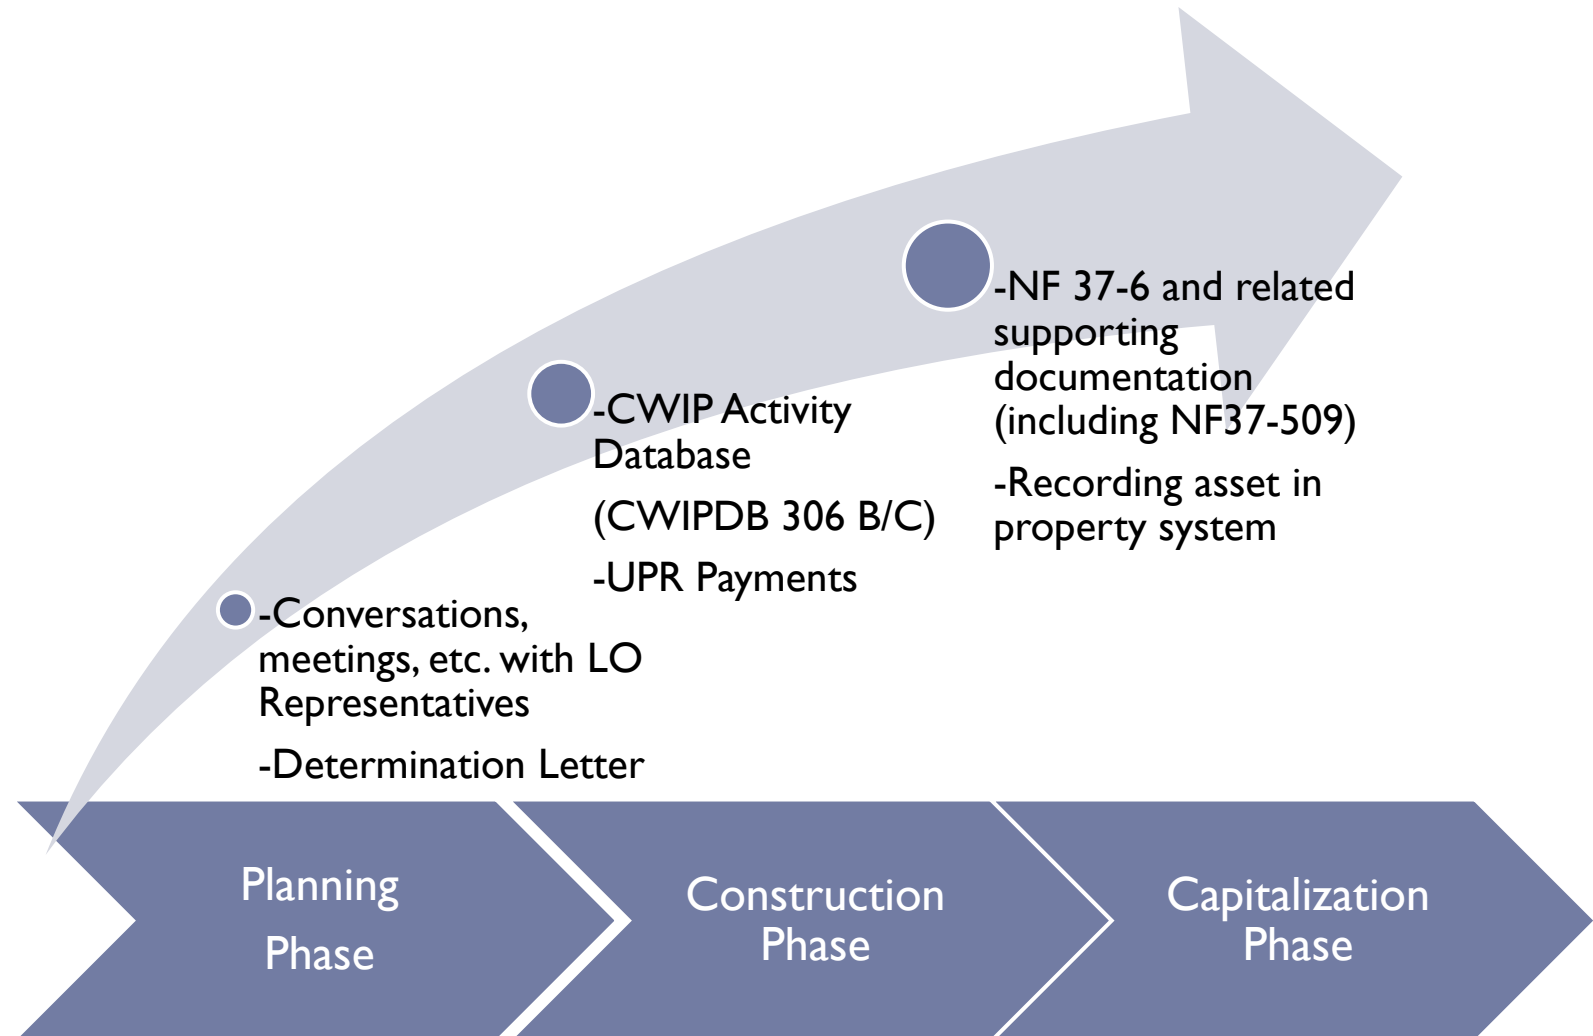 -NF 37-6 and related
supporting
documentation
(including NF37-509)
-Recording asset in
property system
-CWIP Activity
Database
(CWIPDB 306 B/C)
-UPR Payments
-Conversations,
meetings, etc. with LO
Representatives
-Determination Letter
Planning
Phase
Construction
Phase
Capitalization
Phase